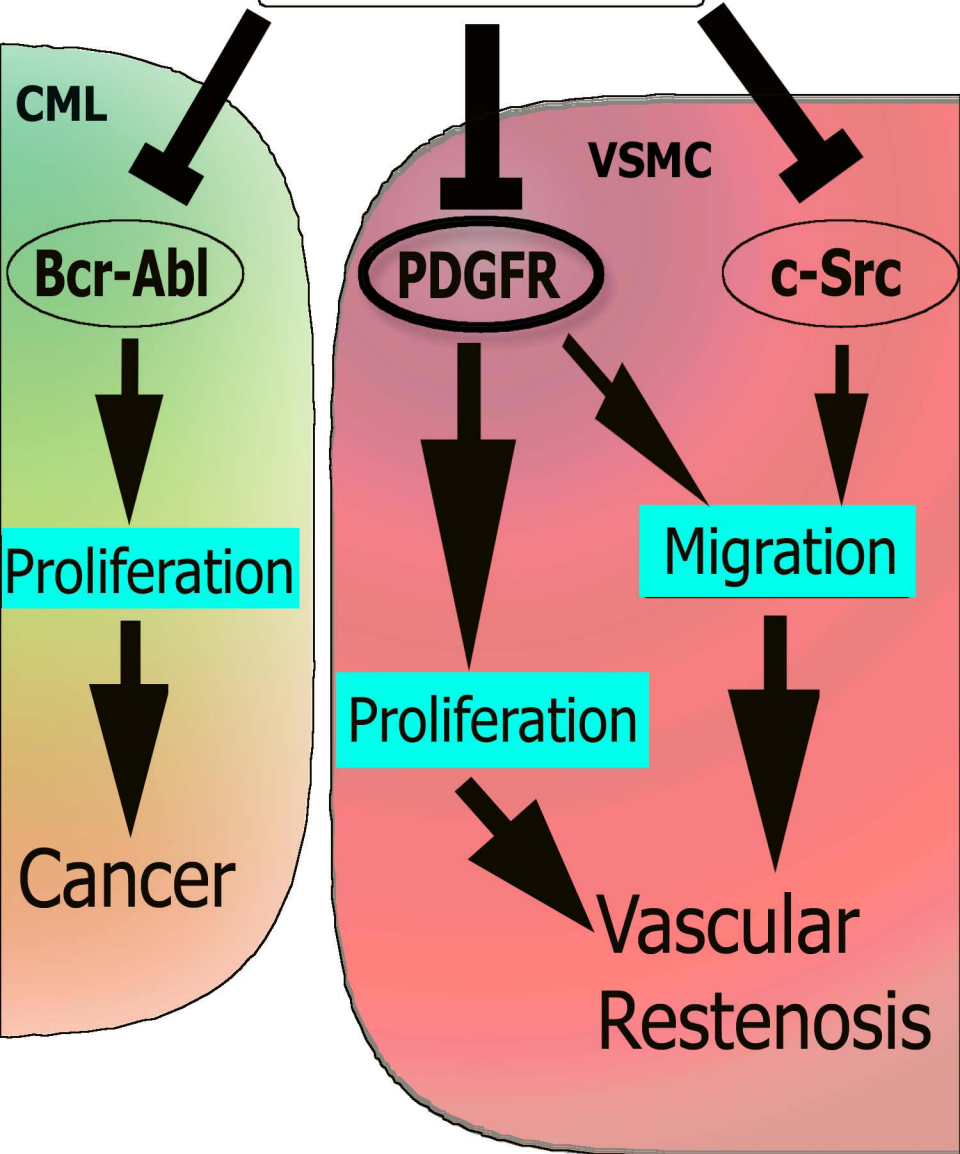 CML
VSMC
Bcr-Abl
PDGFR
c-Src
Proliferation
Migration
Proliferation
Cancer
Vascular
Restenosis